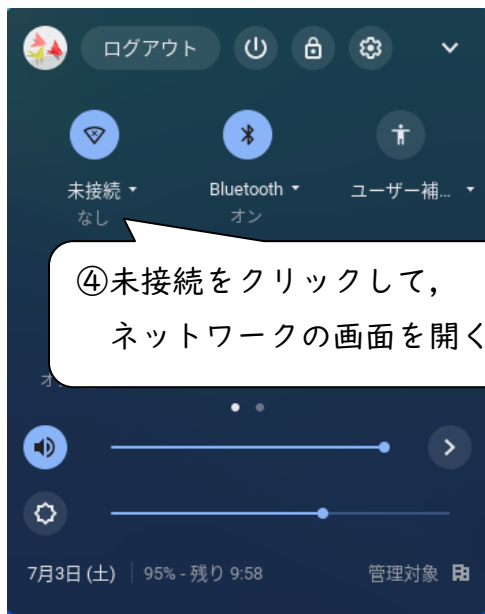 ログアウト
未接続
なし
Bluetooth
オン
ユーザー補...
④未接続をクリックして，
ネットワークの画面を開く
7月3日 (土)
95% - 残り 9:58
管理対象